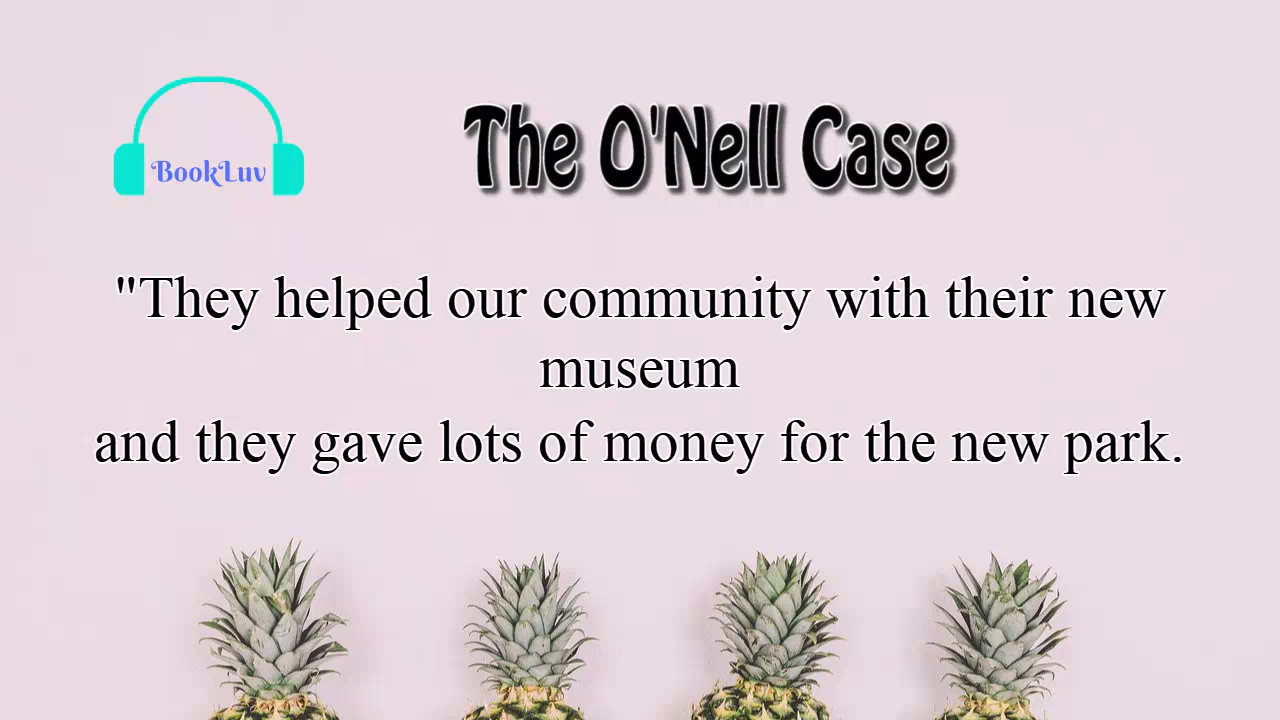 BookLuv
The O'Nell Case
"They helped our community with their new
museum
and they gave lots of money for the new park.